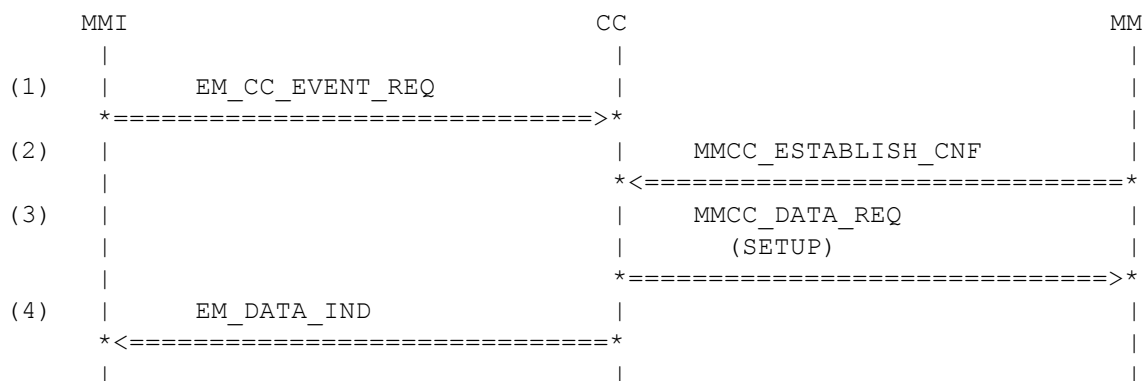 MMI CC MM
| | |
(1) | EM_CC_EVENT_REQ | |
*==============================>* |
(2) | | MMCC_ESTABLISH_CNF |
| *<==============================*
(3) | | MMCC_DATA_REQ |
| | (SETUP) |
| *==============================>*
(4) | EM_DATA_IND | |
*<==============================* |
| | |